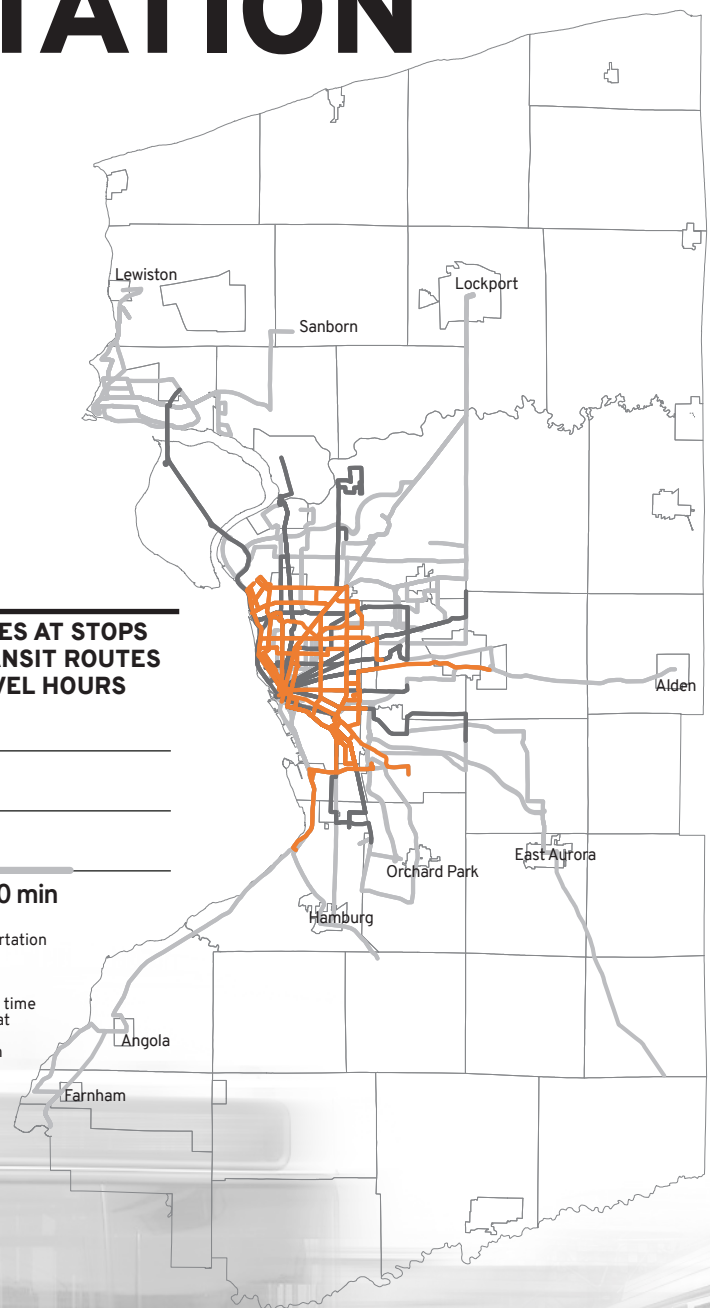 TATION
Lewiston
Lockport
Sanborn
ES AT STOPS
ANSIT ROUTES
VEL HOURS
Alden
0 min
East Aurora
Orchard Park
Hamburg
rtation
time
at
n
Angola
Farnham